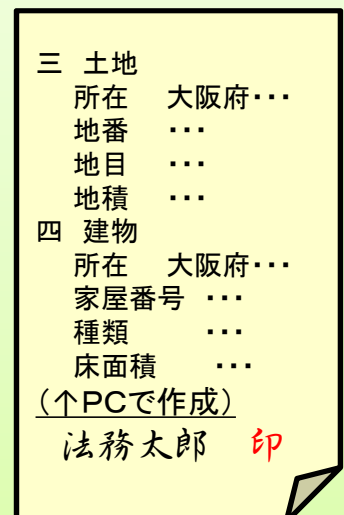 三 土地
所在 大阪府・・・
地番 ・・・
地目 ・・・
地積 ・・・
四 建物
所在 大阪府・・・
家屋番号 ・・・
種類 ・・・
床面積 ・・・
(↑PCで作成)
法務太郎 印